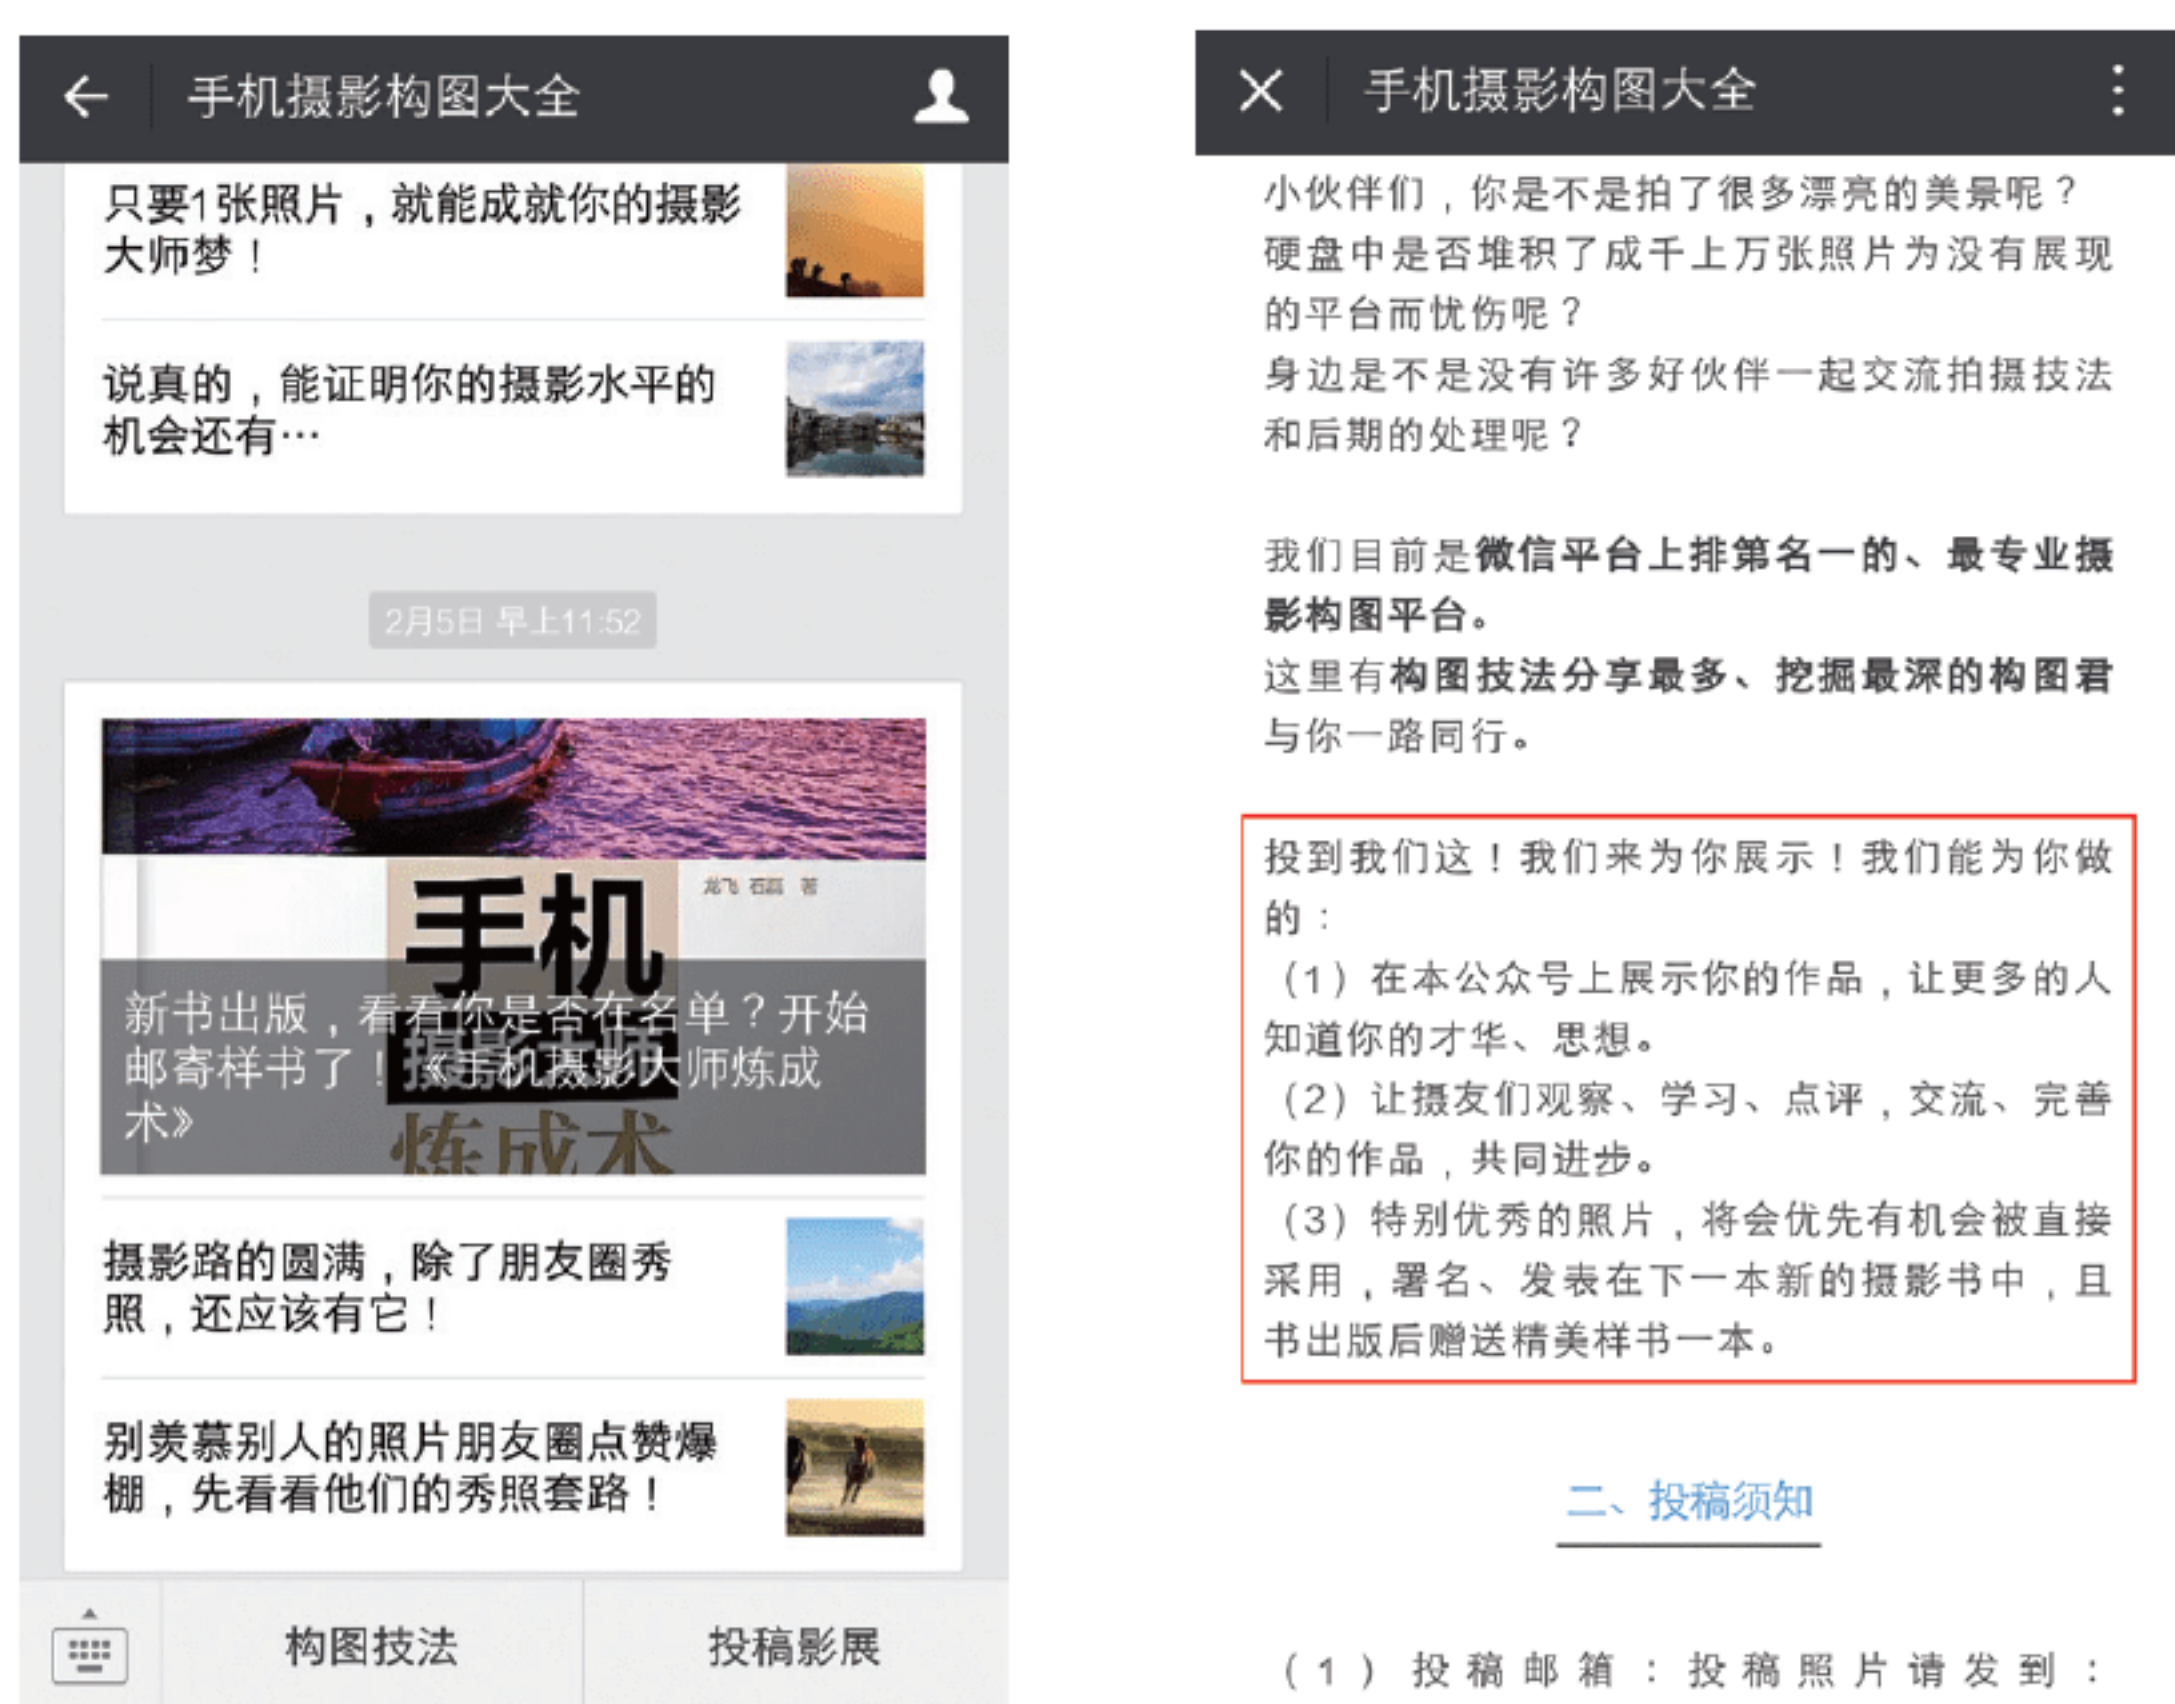 手机摄影构图大全
只要1张照片，就能成就你的摄影
大师梦！
说真的，能证明你的摄影水平的
机会还有…
2月5日 早上11:52
龙飞 石磊 著
手机
摄影大师
炼成术
新书出版，看看你是否在名单？开始
邮寄样书了！《手机摄影大师炼成
术》
摄影路的圆满，除了朋友圈秀
照，还应该有它！
别羡慕别人的照片朋友圈点赞爆
棚，先看看他们的秀照套路！
构图技法
投稿影展
手机摄影构图大全
小伙伴们，你是不是拍了很多漂亮的美景呢？
硬盘中是否堆积了成千上万张照片为没有展现
的平台而忧伤呢？
身边是不是没有许多好伙伴一起交流拍摄技法
和后期的处理呢？
我们目前是微信平台上排第名一的、最专业摄
影构图平台。
这里有构图技法分享最多、挖掘最深的构图君
与你一路同行。
投到我们这！我们来为你展示！我们能为你做
的：
（1）在本公众号上展示你的作品，让更多的人
知道你的才华、思想。
（2）让摄友们观察、学习、点评，交流、完善
你的作品，共同进步。
（3）特别优秀的照片，将会优先有机会被直接
采用，署名、发表在下一本新的摄影书中，且
书出版后赠送精美样书一本。
二、投稿须知
（1）投稿邮箱：投稿照片请发到：